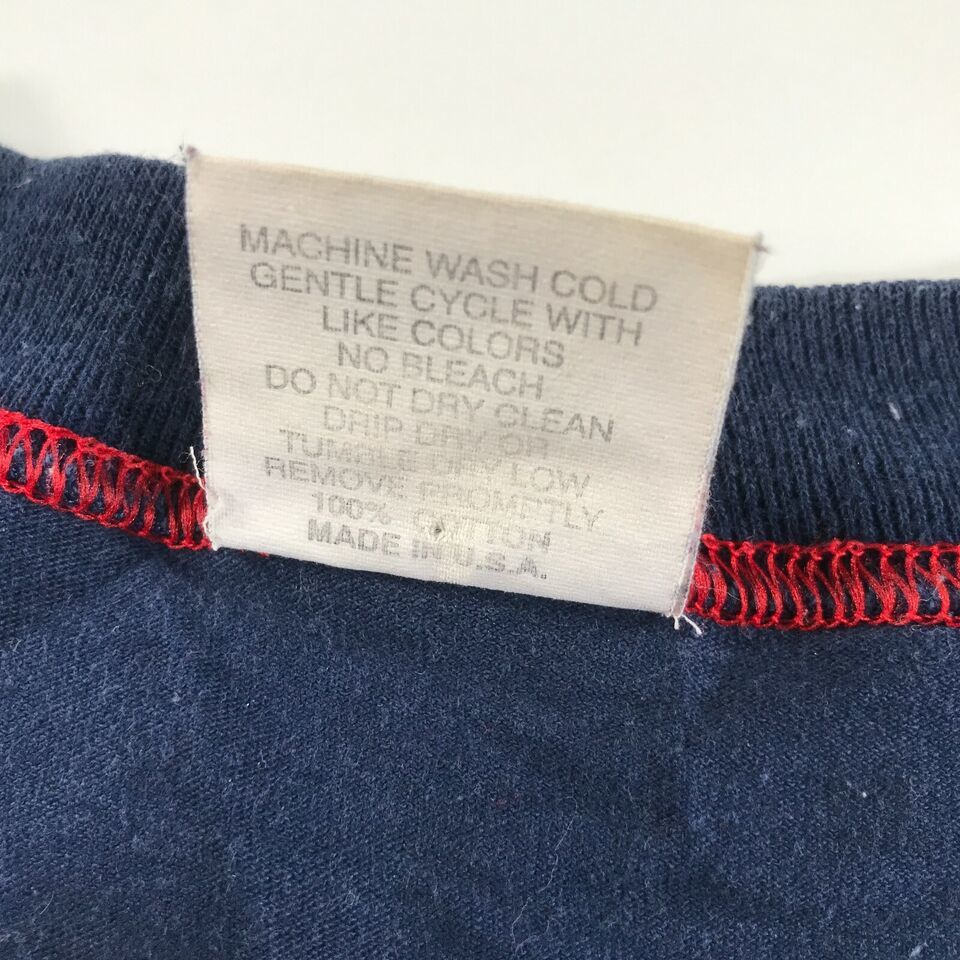 MACHINE WASH COLD
GENTLE CYCLE WITH
LIKE COLORS
NO BLEACH
DO NOT DRY CLEAN
DRIP DRY OR
TUMBLE DRY LOW
REMOVE PROMPTLY
100% COTTON
MADE IN U.S.A.